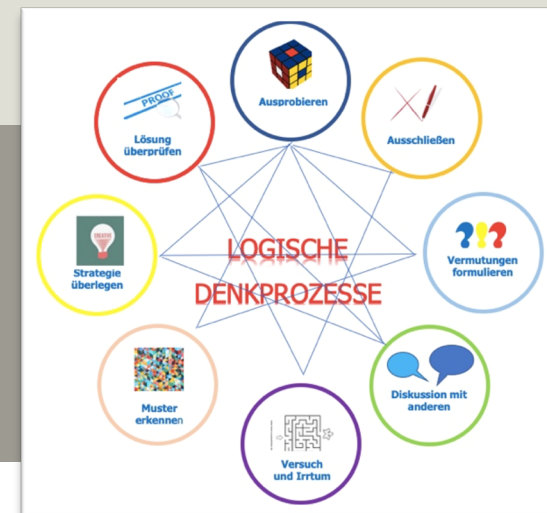 Ausprobieren
Ausschließen
Vermutungen
formulieren
Diskussion mit
anderen
Versuch
und Irrtum
Muster
erkennen
CREATIVE
Strategie
überlegen
PROOF
Lösung
überprüfen
LOGISCHE
DENKPROZESSE